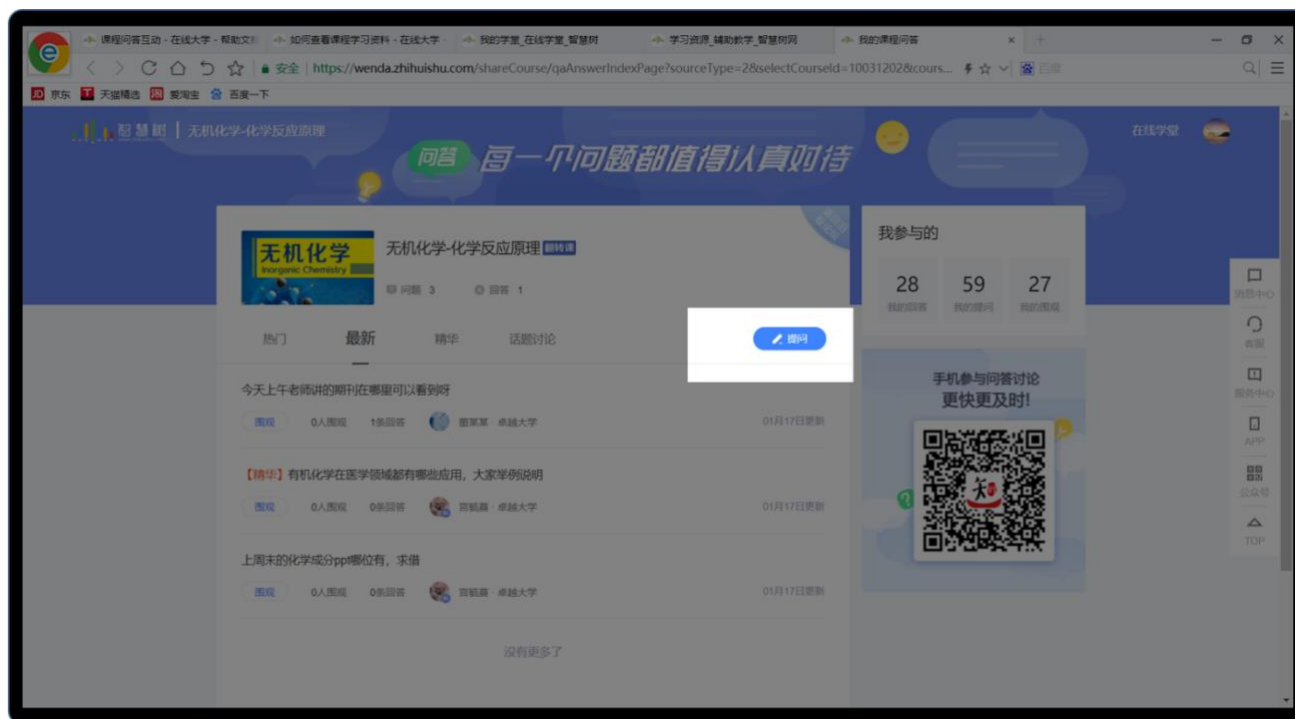 课程问答互动 - 在线大学 - 帮助文
如何查看课程学习资料 - 在线大学 -
我的学堂_在线学堂_智慧树
学习资源_辅助教学_智慧树网
我的课程问答
安全 | https://wenda.zhihuishu.com/shareCourse/qaAnswerIndexPage?sourceType=2&selectCourseId=10031202&cours...
百度
京东 天猫精选 爱淘宝 百度一下
智慧树 | 无机化学-化学反应原理
在线学堂
问答 每一个问题都值得认真对待
无机化学
Inorganic Chemistry
无机化学-化学反应原理 翻转课
问题 3 回答 1
热门 最新 精华 话题讨论 提问
今天上午老师讲的期刊在哪里可以看到呀
围观 0人围观 1条回答 董某某 · 卓越大学 01月17日更新
【精华】有机化学在医学领域都有哪些应用，大家举例说明
围观 0人围观 0条回答 卓越大学 01月17日更新
上周末的化学成分ppt哪位有，求借
围观 0人围观 0条回答 卓越大学 01月17日更新
没有更多了
我参与的
28 59 27
我的回答 我的提问 我的围观
手机参与问答讨论
更快更及时!
消息中心
客服
服务中心
APP
公众号
TOP